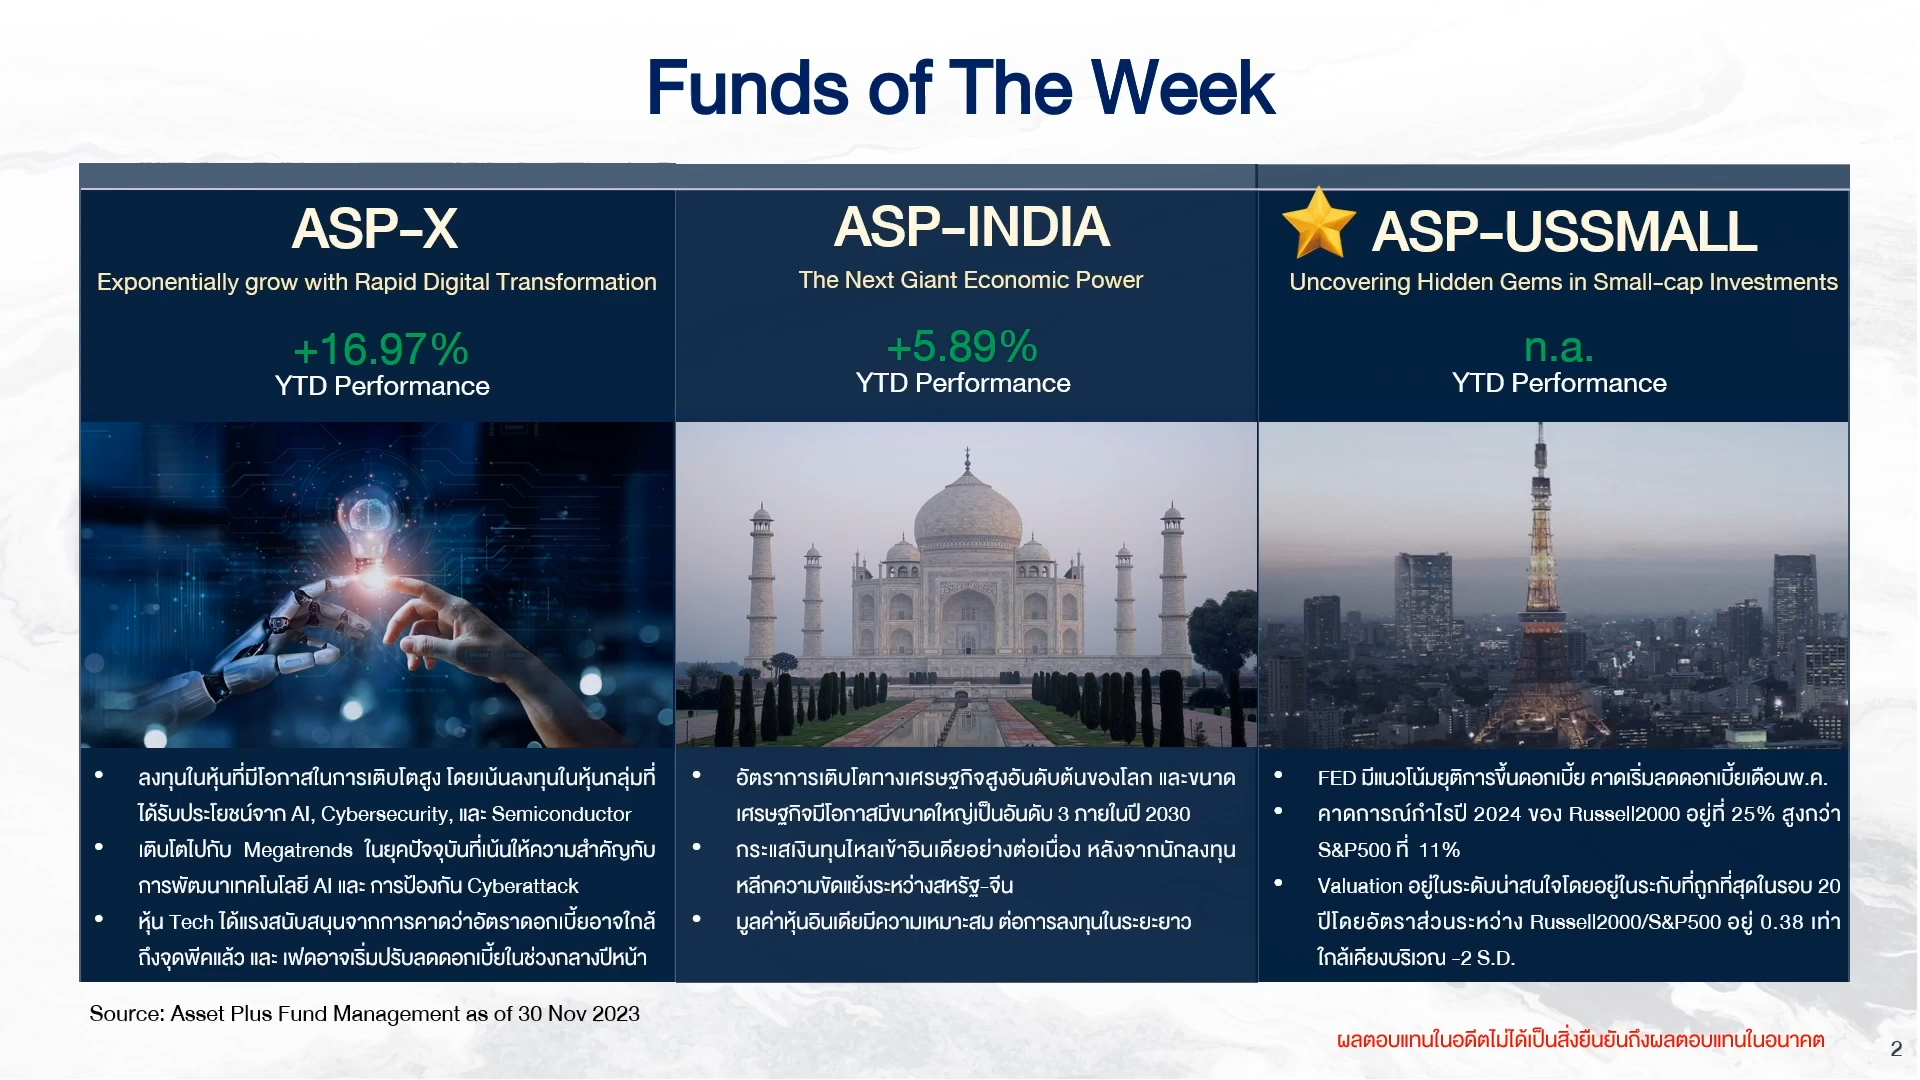 Funds of The Week
ASP-X
Exponentially grow with Rapid Digital Transformation
+16.97%
YTD Performance
ลงทุนในหุ้นที่มีโอกาสในการเติบโตสูง โดยเน้นลงทุนในหุ้นกลุ่มที่
ได้รับประโยชน์จาก AI, Cybersecurity, และ Semiconductor
เติบโตไปกับ Megatrends ในยุคปัจจุบันที่เน้นให้ความสำคัญกับ
การพัฒนาเทคโนโลยี AI และ การป้องกัน Cyberattack
หุ้น Tech ได้แรงสนับสนุนจากการคาดว่าอัตราดอกเบี้ยอาจใกล้
ถึงจุดพีคแล้ว และ เฟดอาจเริ่มปรับลดดอกเบี้ยในช่วงกลางปีหน้า
ASP-INDIA
The Next Giant Economic Power
+5.89%
YTD Performance
อัตราการเติบโตทางเศรษฐกิจสูงอันดับต้นของโลก และขนาด
เศรษฐกิจมีโอกาสมีขนาดใหญ่เป็นอันดับ 3 ภายในปี 2030
กระแสเงินทุนไหลเข้าอินเดียอย่างต่อเนื่อง หลังจากนักลงทุน
หลีกความขัดแย้งระหว่างสหรัฐ-จีน
มูลค่าหุ้นอินเดียมีความเหมาะสม ต่อการลงทุนในระยะยาว
ASP-USSMALL
Uncovering Hidden Gems in Small-cap Investments
n.a.
YTD Performance
FED มีแนวโน้มยุติการขึ้นดอกเบี้ย คาดเริ่มลดดอกเบี้ยเดือนพ.ค.
คาดการณ์กำไรปี 2024 ของ Russell2000 อยู่ที่ 25% สูงกว่า
S&P500 ที่ 11%
Valuation อยู่ในระดับน่าสนใจโดยอยู่ในระกับที่ถูกที่สุดในรอบ 20
ปีโดยอัตราส่วนระหว่าง Russell2000/S&P500 อยู่ 0.38 เท่า
ใกล้เคียงบริเวณ -2 S.D.
Source: Asset Plus Fund Management as of 30 Nov 2023
ผลตอบแทนในอดีตไม่ได้เป็นสิ่งยืนยันถึงผลตอบแทนในอนาคต
2